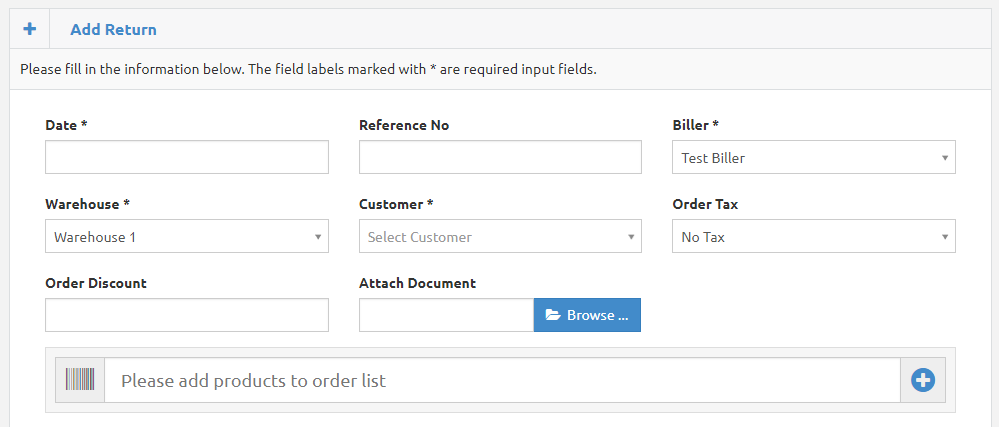 Add Return
Please fill in the information below. The field labels marked with * are required input fields.
Date * Reference No Biller *
Test Biller
Warehouse * Customer * Order Tax
Warehouse 1 Select Customer No Tax
Order Discount Attach Document
Browse ...
Please add products to order list